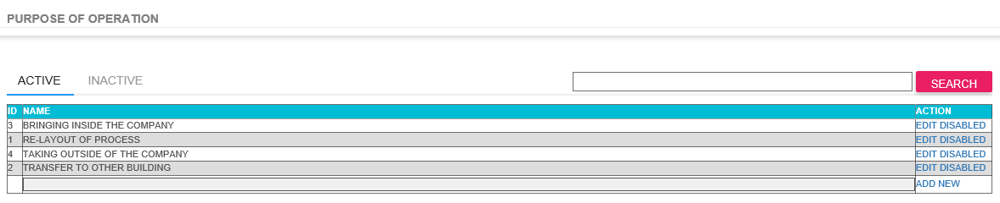 PURPOSE OF OPERATION
ACTIVE INACTIVE SEARCH
ID NAME ACTION
3 BRINGING INSIDE THE COMPANY EDIT DISABLED
1 RE-LAYOUT OF PROCESS EDIT DISABLED
4 TAKING OUTSIDE OF THE COMPANY EDIT DISABLED
2 TRANSFER TO OTHER BUILDING EDIT DISABLED
ADD NEW